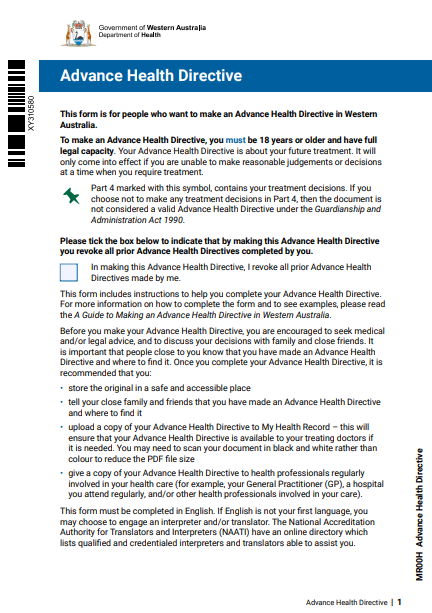 Government of Western Australia
Department of Health
Advance Health Directive
XY310580
This form is for people who want to make an Advance Health Directive in Western
Australia.
To make an Advance Health Directive, you must be 18 years or older and have full
legal capacity. Your Advance Health Directive is about your future treatment. It will
only come into effect if you are unable to make reasonable judgements or decisions
at a time when you require treatment.
Part 4 marked with this symbol, contains your treatment decisions. If you
choose not to make any treatment decisions in Part 4, then the document is
not considered a valid Advance Health Directive under the Guardianship and
Administration Act 1990.
Please tick the box below to indicate that by making this Advance Health Directive
you revoke all prior Advance Health Directives completed by you.
In making this Advance Health Directive, I revoke all prior Advance Health
Directives made by me.
This form includes instructions to help you complete your Advance Health Directive.
For more information on how to complete the form and to see examples, please read
the A Guide to Making an Advance Health Directive in Western Australia.
Before you make your Advance Health Directive, you are encouraged to seek medical
and/or legal advice, and to discuss your decisions with family and close friends. It
is important that people close to you know that you have made an Advance Health
Directive and where to find it. Once you complete your Advance Health Directive, it is
recommended that you:
• store the original in a safe and accessible place
• tell your close family and friends that you have made an Advance Health Directive
and where to find it
• upload a copy of your Advance Health Directive to My Health Record – this will
ensure that your Advance Health Directive is available to your treating doctors if
it is needed. You may need to scan your document in black and white rather than
colour to reduce the PDF file size
• give a copy of your Advance Health Directive to health professionals regularly
involved in your health care (for example, your General Practitioner (GP), a hospital
you attend regularly, and/or other health professionals involved in your care).
This form must be completed in English. If English is not your first language, you
may choose to engage an interpreter and/or translator. The National Accreditation
Authority for Translators and Interpreters (NAATI) have an online directory which
lists qualified and credentialed interpreters and translators able to assist you.
MR00H Advance Health Directive
Advance Health Directive | 1